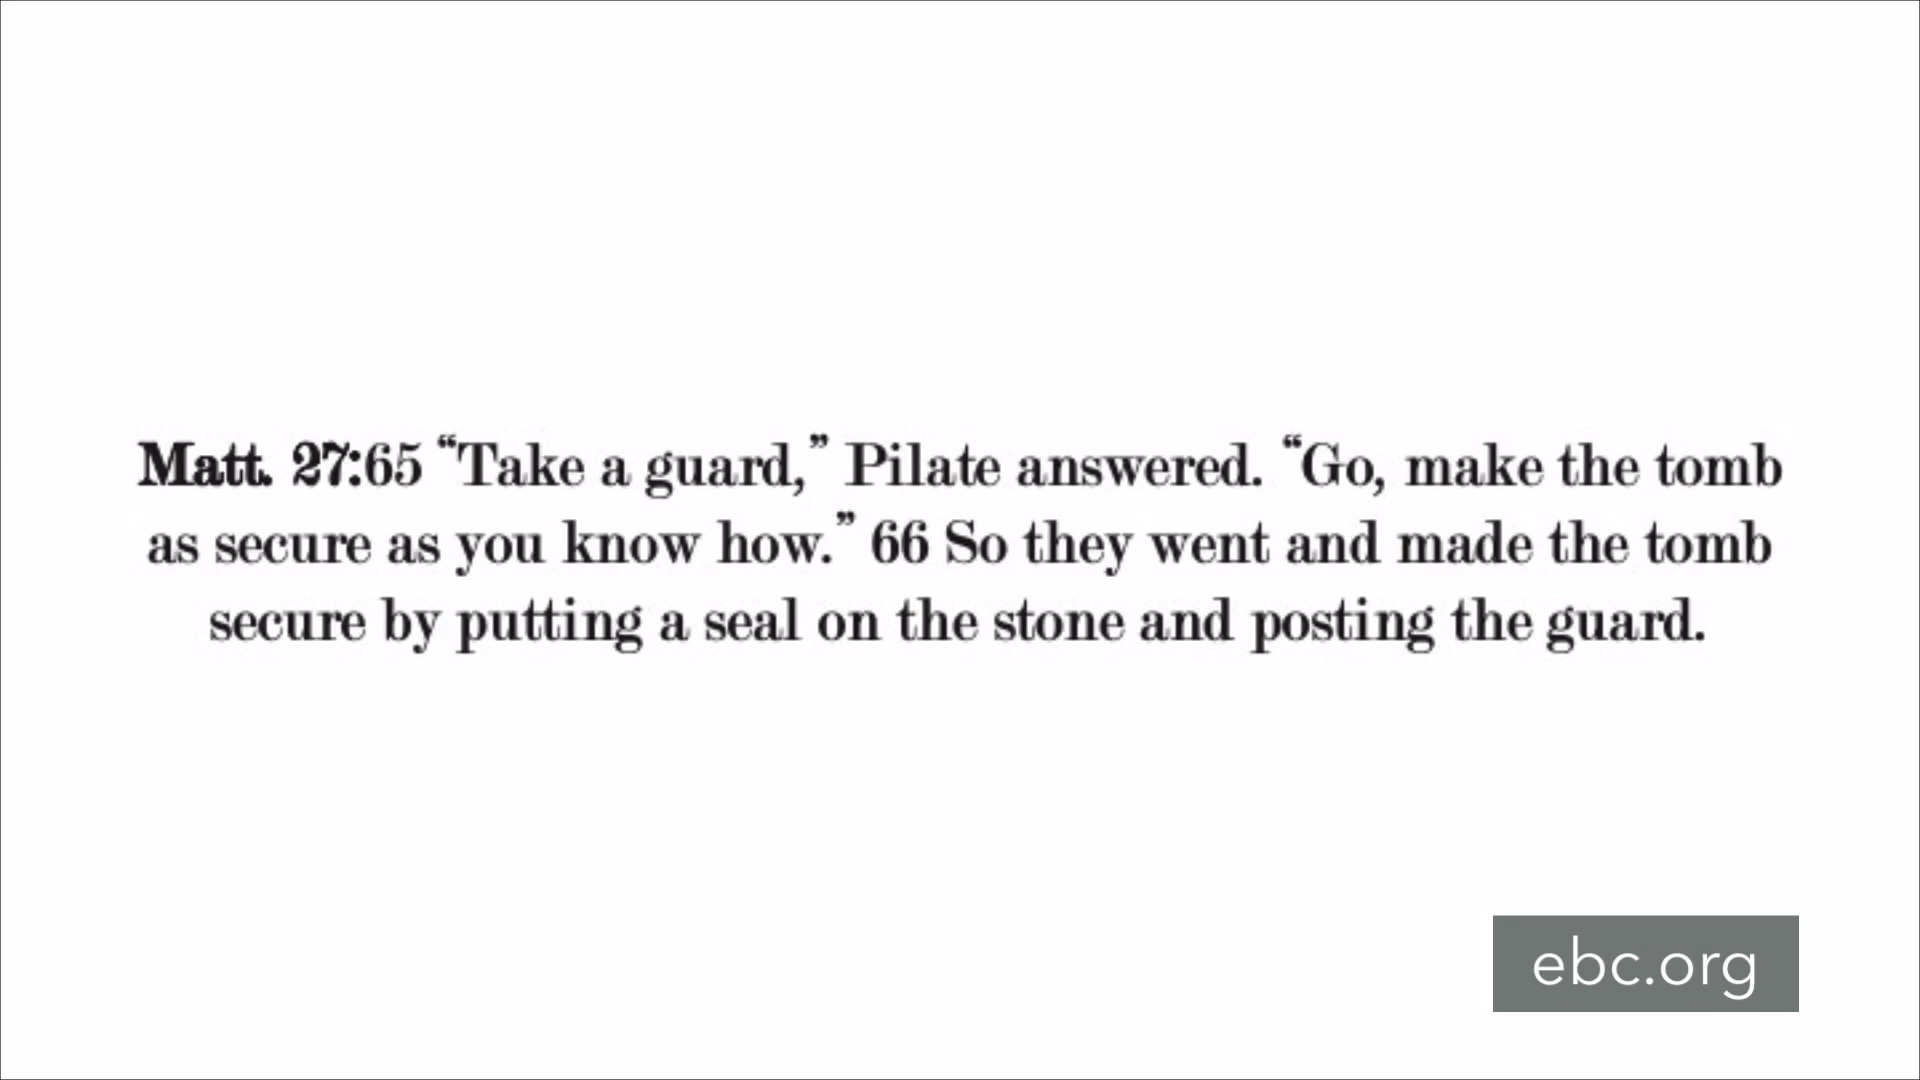 Matt. 27:65 “Take a guard,” Pilate answered. “Go, make the tomb
as secure as you know how.” 66 So they went and made the tomb
secure by putting a seal on the stone and posting the guard.
ebc.org